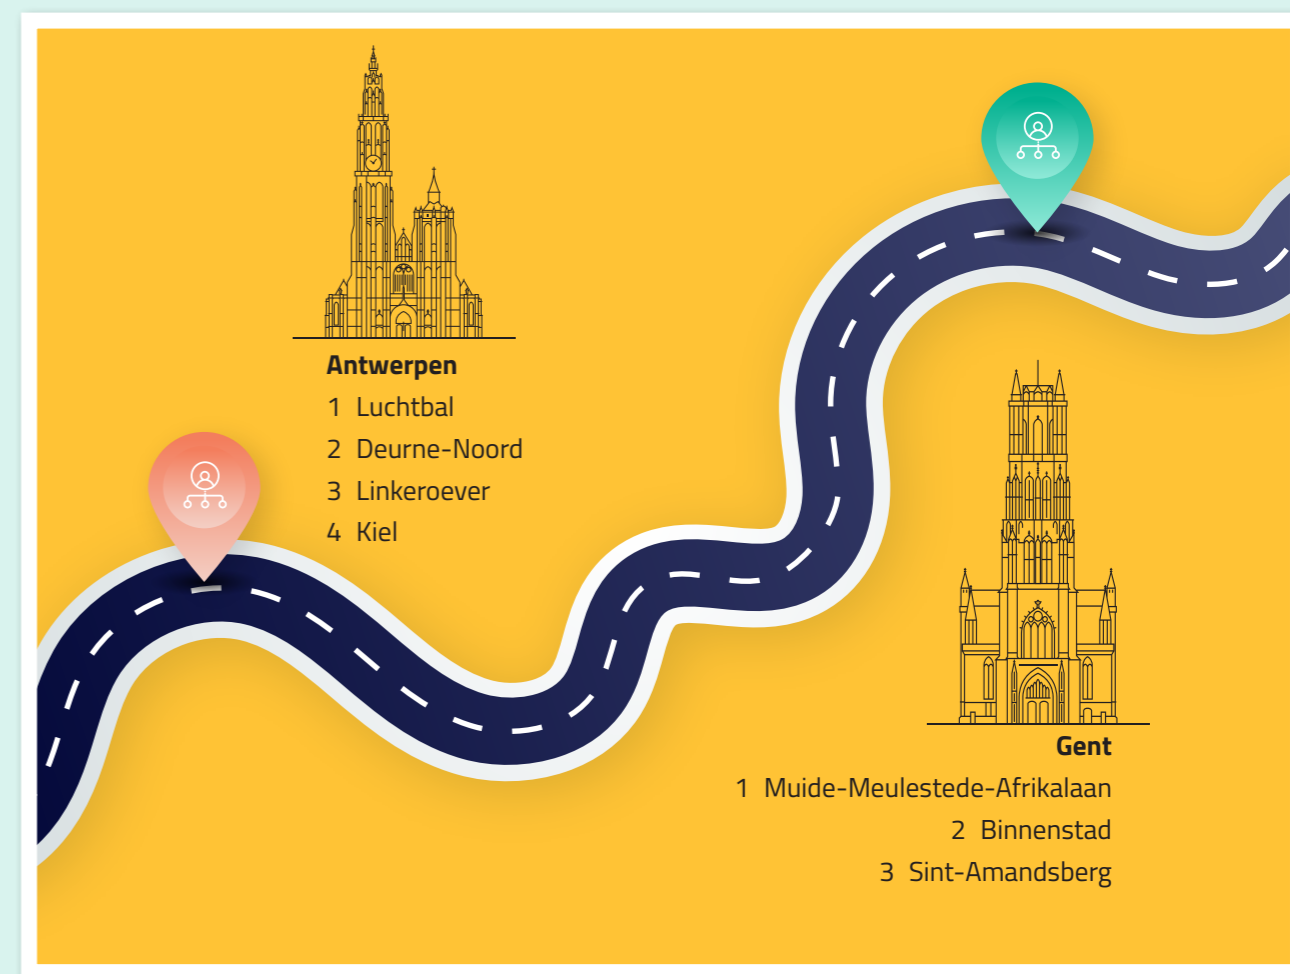 Antwerpen
1 Luchtbal
2 Deurne-Noord
3 Linkeroever
4 Kiel
Gent
1 Muide-Meulestede-Afrikalaan
2 Binnenstad
3 Sint-Amandsberg